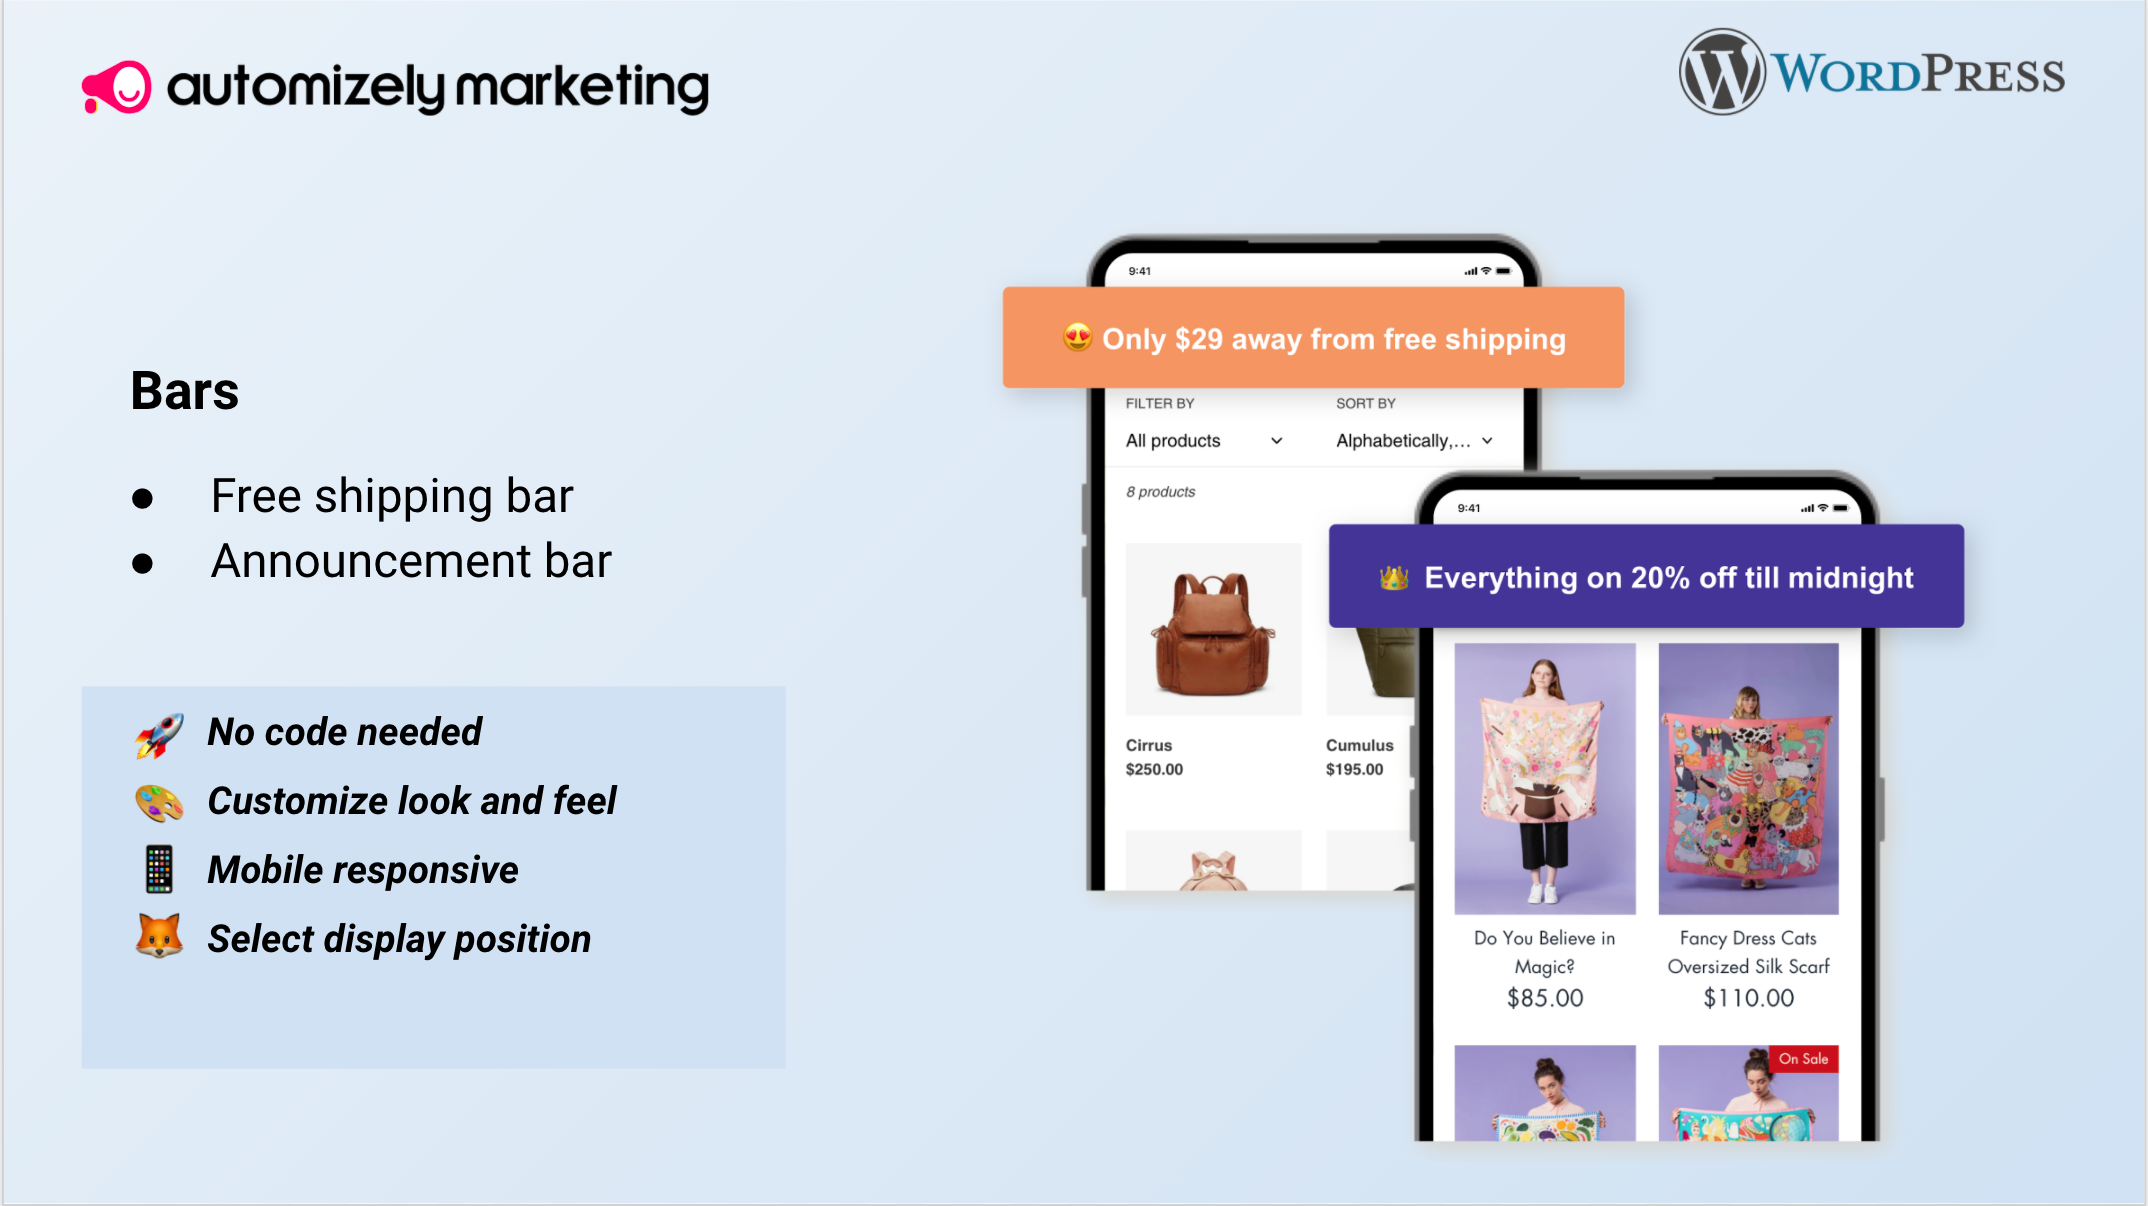 automizely marketing
WORDPRESS
Bars
● Free shipping bar
● Announcement bar
🚀 No code needed
🎨 Customize look and feel
📱 Mobile responsive
🦊 Select display position
9:41
😍 Only $29 away from free shipping
FILTER BY
SORT BY
All products
Alphabetically,...
8 products
Cirrus
$250.00
Cumulus
$195.00
9:41
👑 Everything on 20% off till midnight
Do You Believe in
Magic?
$85.00
Fancy Dress Cats
Oversized Silk Scarf
$110.00
On Sale